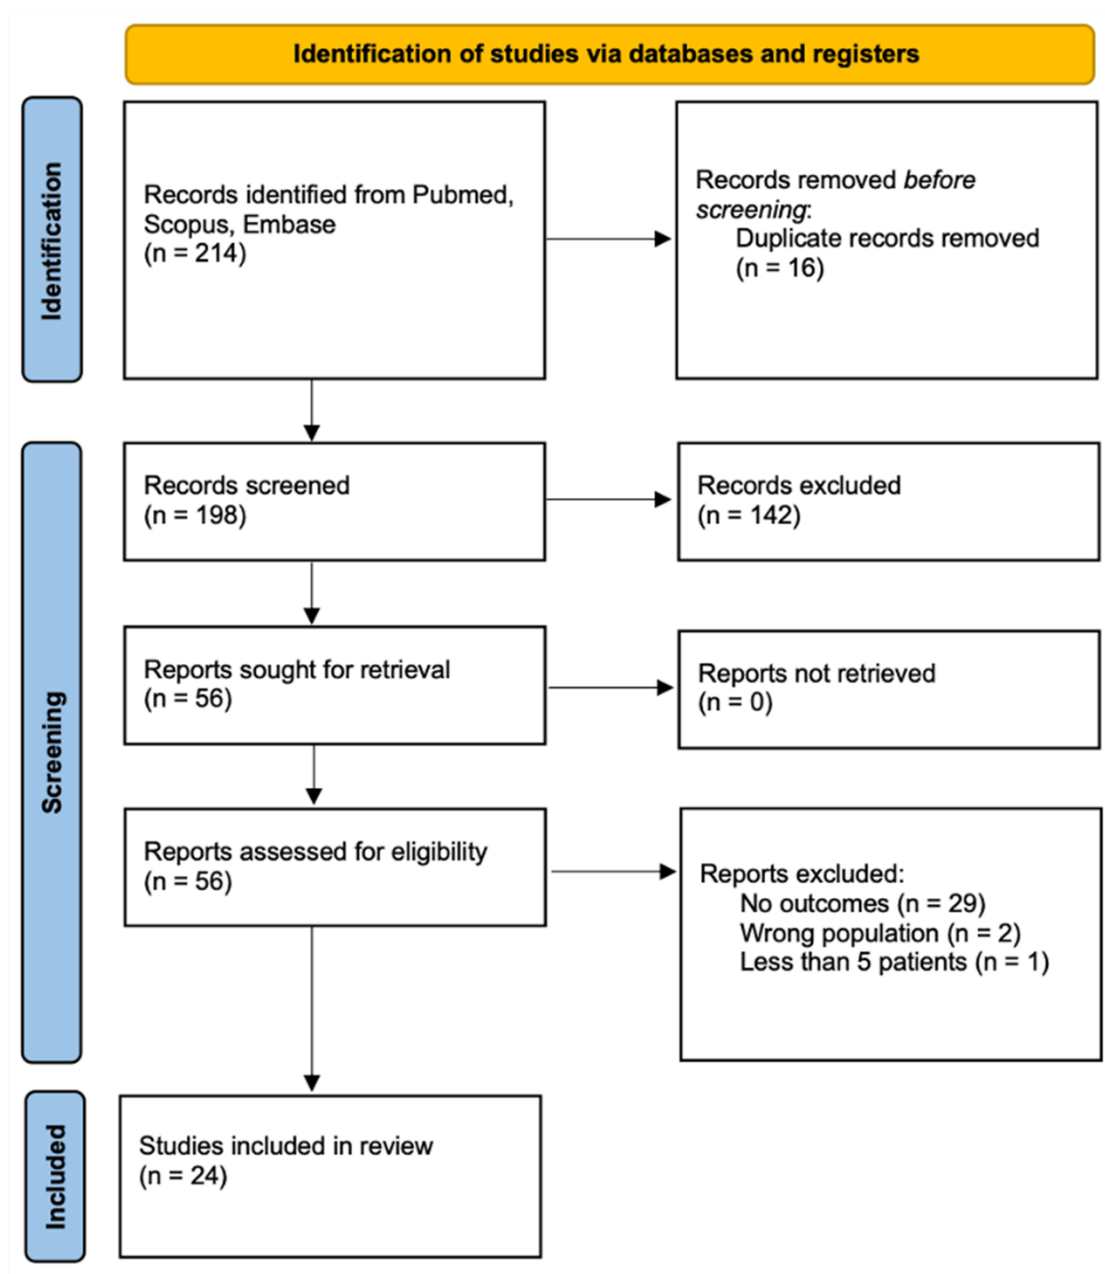 Identification of studies via databases and registers
Identification
Records identified from Pubmed,
Scopus, Embase
(n = 214)
Records removed before
screening:
Duplicate records removed
(n = 16)
Screening
Records screened
(n = 198)
Records excluded
(n = 142)
Reports sought for retrieval
(n = 56)
Reports not retrieved
(n = 0)
Reports assessed for eligibility
(n = 56)
Reports excluded:
No outcomes (n = 29)
Wrong population (n = 2)
Less than 5 patients (n = 1)
Included
Studies included in review
(n = 24)